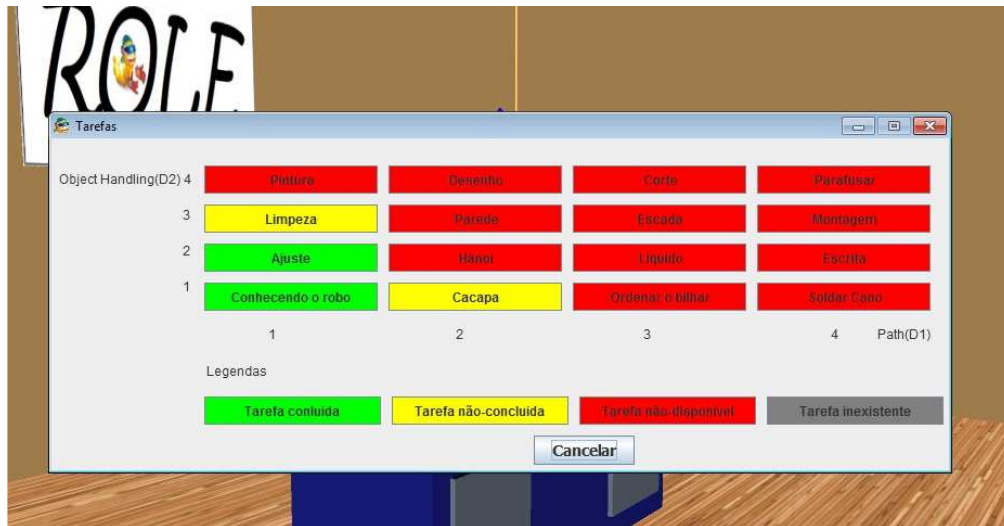 ROLE
Tarefas
Object Handling(D2) 4 Pintura Desenho Corte Parafusar
3 Limpeza Parede Escada Montagem
2 Ajuste Hanoi Liquido Escrita
1 Conhecendo o robo Cacapa Ordenar o bilhar Soldar Cano
1 2 3 4 Path(D1)
Legendas
Tarefa conluida Tarefa não-concluida Tarefa não-disponivel Tarefa inexistente
Cancelar